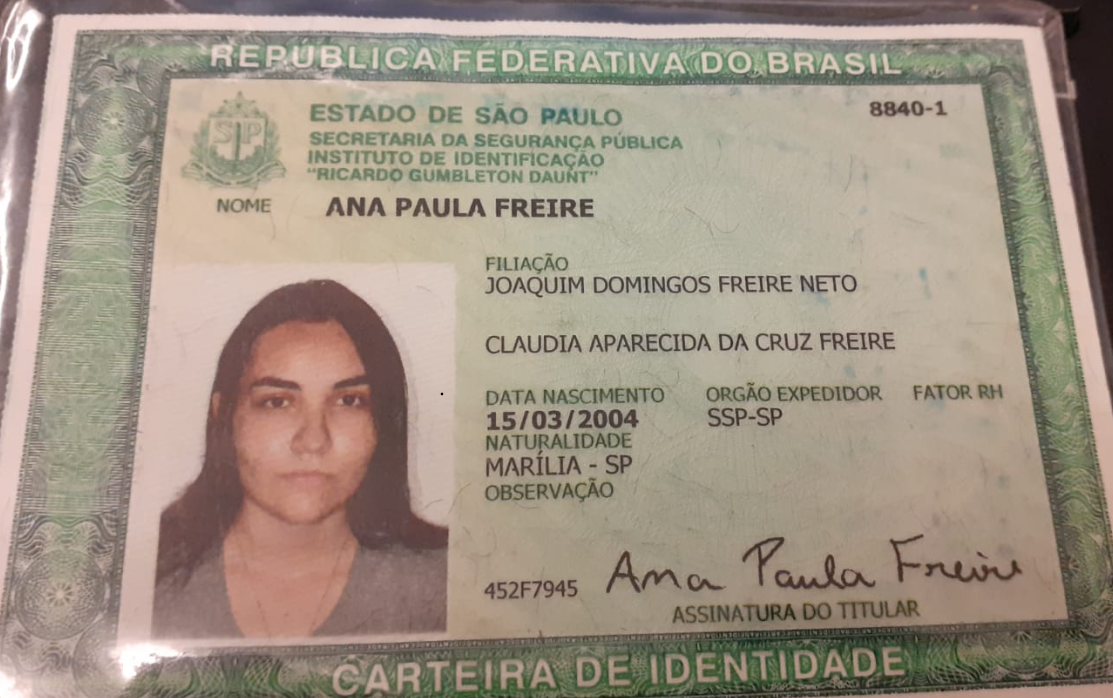 REPÚBLICA FEDERATIVA DO BRASIL
8840-1
SP
ESTADO DE SÃO PAULO
SECRETARIA DA SEGURANÇA PÚBLICA
INSTITUTO DE IDENTIFICAÇÃO
"RICARDO GUMBLETON DAUNT"
NOME ANA PAULA FREIRE
FILIAÇÃO
JOAQUIM DOMINGOS FREIRE NETO
CLAUDIA APARECIDA DA CRUZ FREIRE
DATA NASCIMENTO ORGÃO EXPEDIDOR FATOR RH
15/03/2004 SSP-SP
NATURALIDADE
MARÍLIA - SP
OBSERVAÇÃO
452F7945 Ana Paula Freire
ASSINATURA DO TITULAR
CARTEIRA DE IDENTIDADE